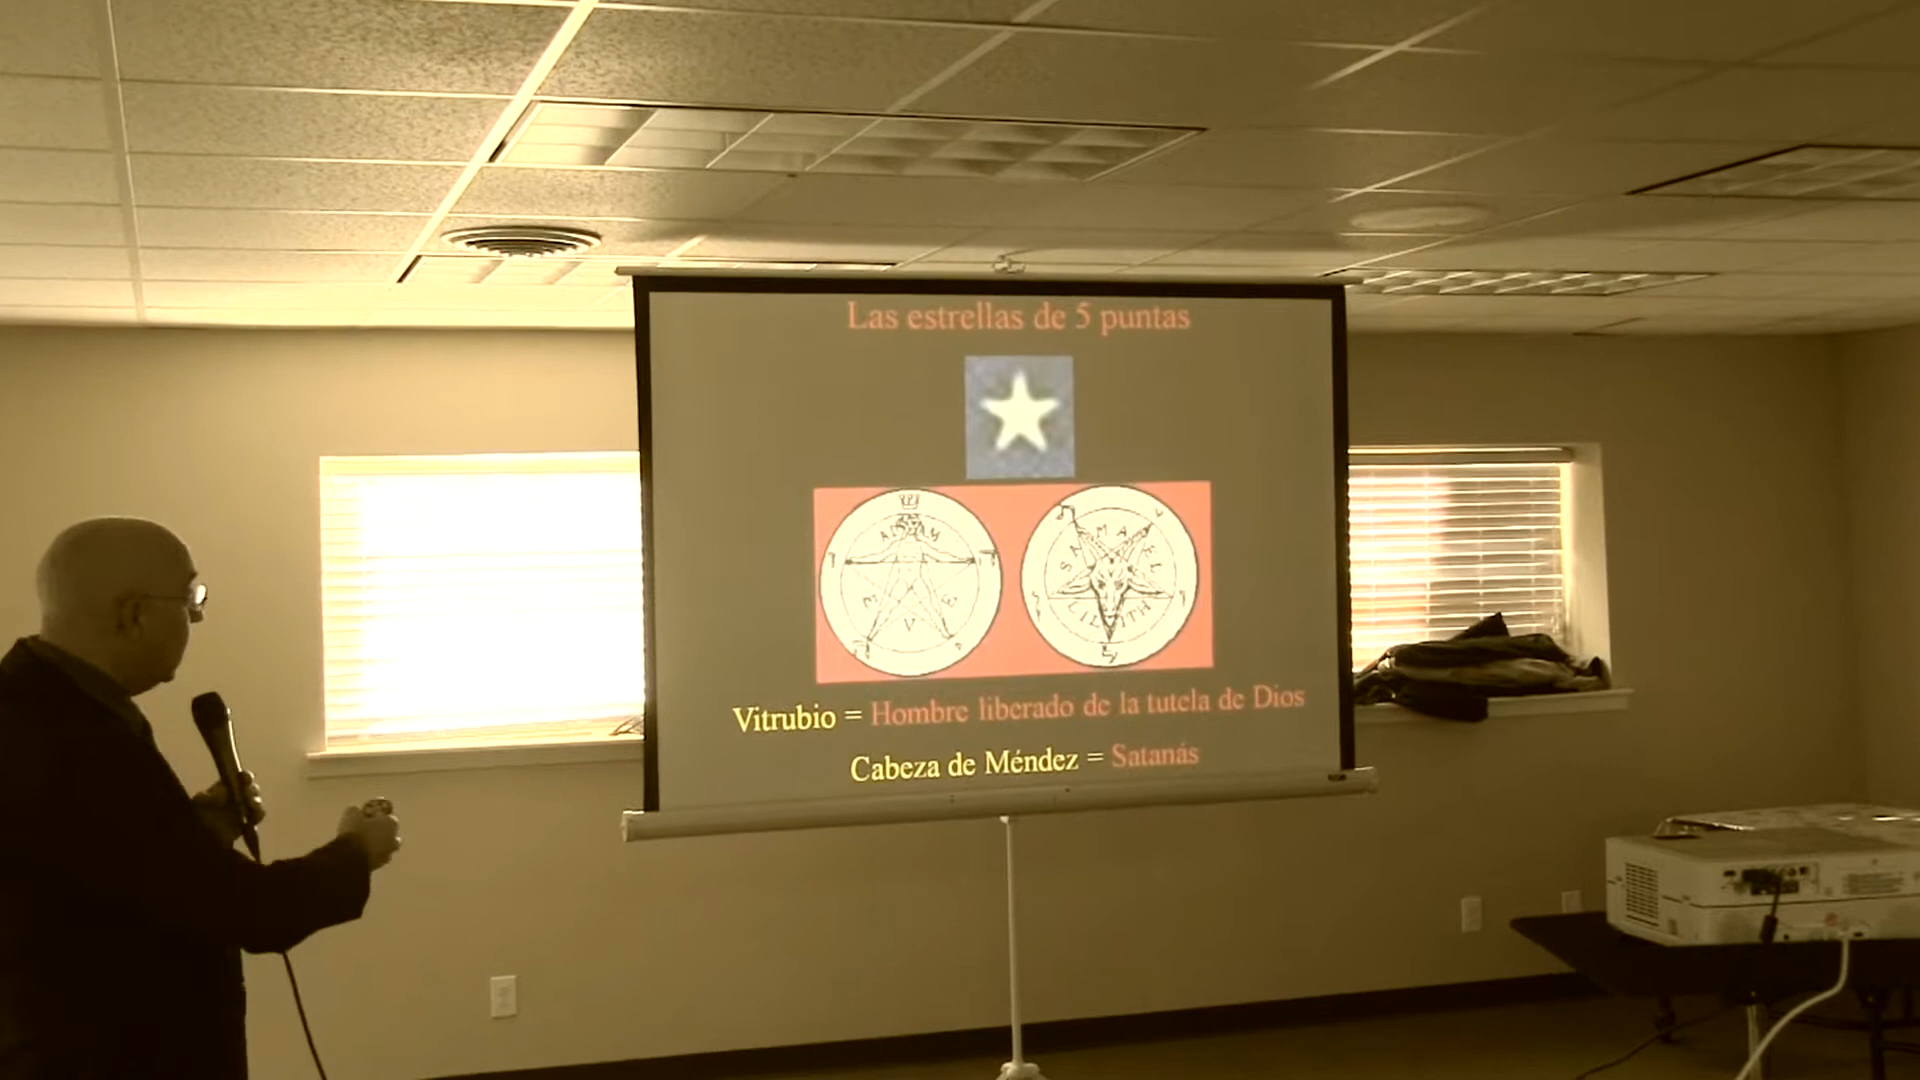 Las estrellas de 5 puntas
ADAM
EVE
SAMAEL
LILITH
Vitrubio = Hombre liberado de la tutela de Dios
Cabeza de Méndez = Satanás